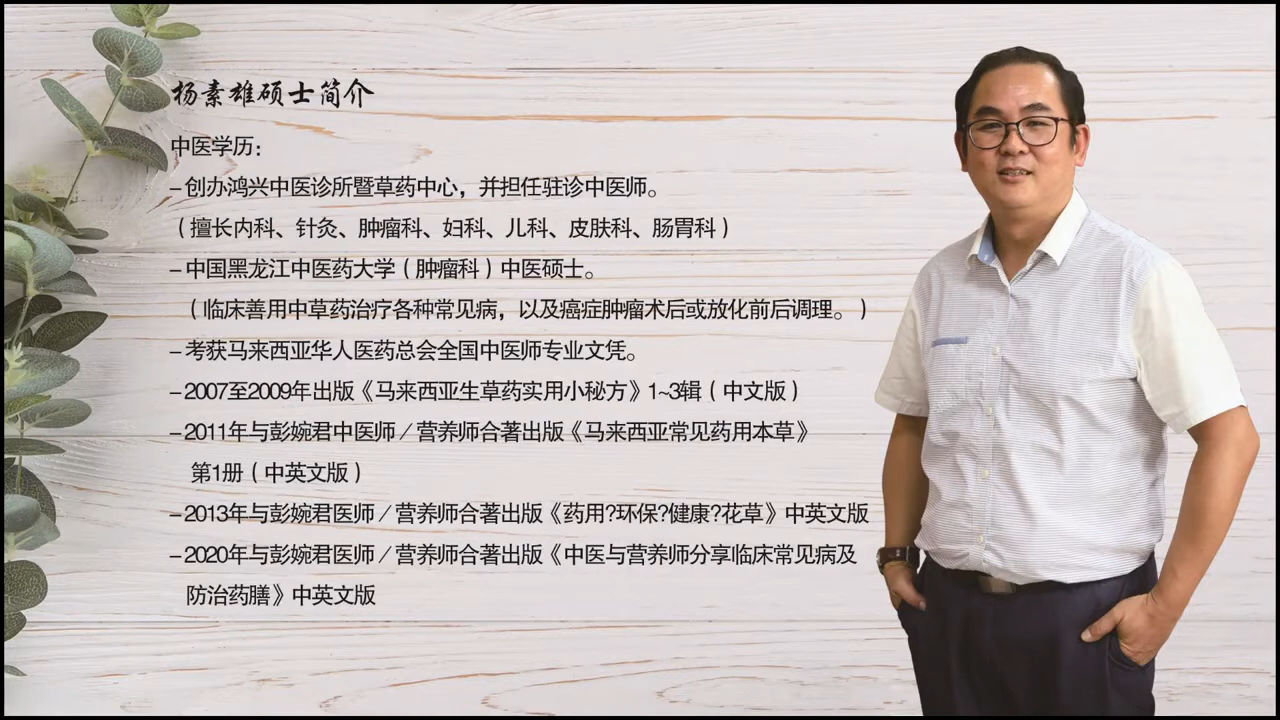 杨素雄硕士简介
中医学历：
– 创办鸿兴中医诊所暨草药中心，并担任驻诊中医师。
（擅长内科、针灸、肿瘤科、妇科、儿科、皮肤科、肠胃科）
– 中国黑龙江中医药大学（肿瘤科）中医硕士。
（临床善用中草药治疗各种常见病，以及癌症肿瘤术后或放化前后调理。）
– 考获马来西亚华人医药总会全国中医师专业文凭。
– 2007至2009年出版《马来西亚生草药实用小秘方》1~3辑（中文版）
– 2011年与彭婉君中医师／营养师合著出版《马来西亚常见药用本草》
第1册（中英文版）
– 2013年与彭婉君医师／营养师合著出版《药用?环保?健康?花草》中英文版
– 2020年与彭婉君医师／营养师合著出版《中医与营养师分享临床常见病及
防治药膳》中英文版